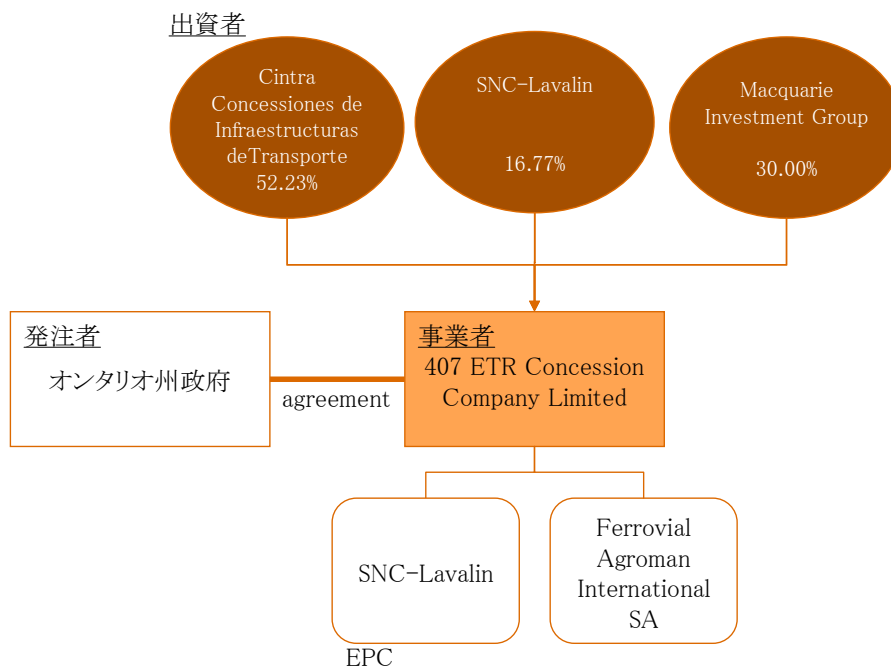 出資者
Cintra
Concessiones de
Infraestructuras
deTransporte
52.23%
SNC-Lavalin
16.77%
Macquarie
Investment Group
30.00%
発注者
オンタリオ州政府
agreement
事業者
407 ETR Concession
Company Limited
SNC-Lavalin
Ferrovial
Agroman
International
SA
EPC